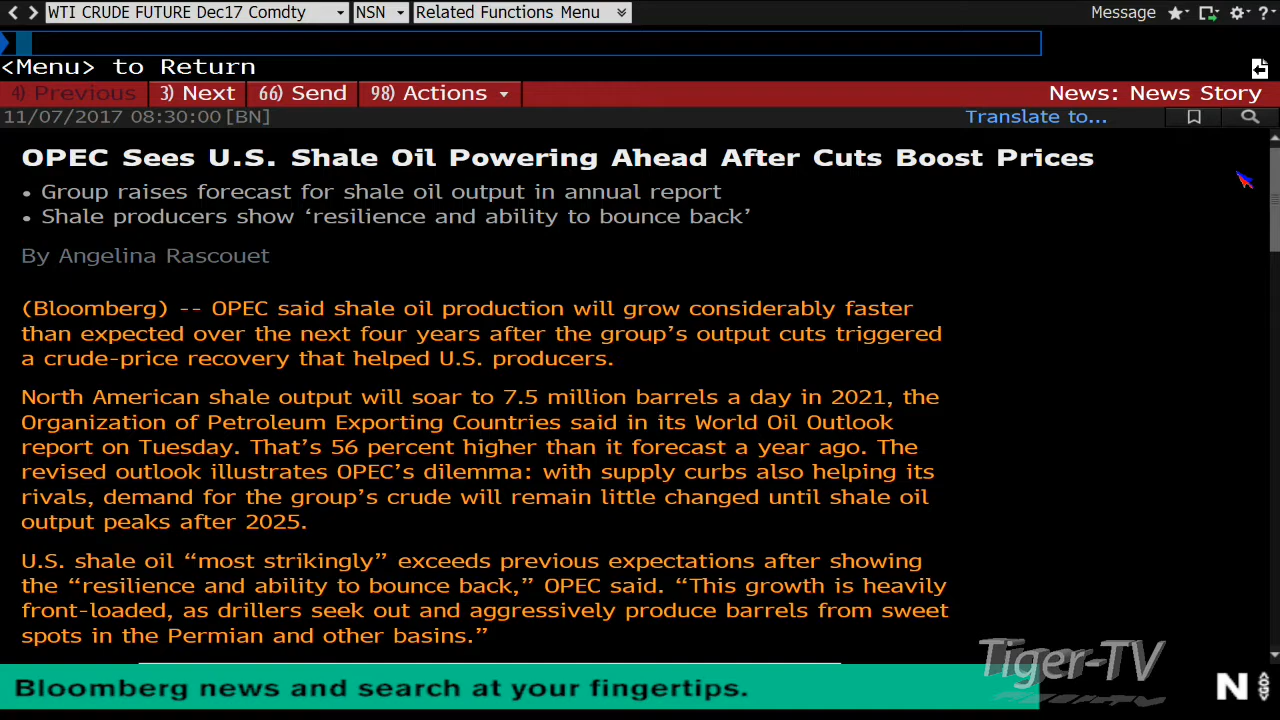 WTI CRUDE FUTURE Dec17 Comdty NSN Related Functions Menu Message ?
<Menu> to Return
4) Previous 3) Next 66) Send 98) Actions News: News Story
11/07/2017 08:30:00 [BN] Translate to...
OPEC Sees U.S. Shale Oil Powering Ahead After Cuts Boost Prices
• Group raises forecast for shale oil output in annual report
• Shale producers show ‘resilience and ability to bounce back’
By Angelina Rascouet
(Bloomberg) -- OPEC said shale oil production will grow considerably faster
than expected over the next four years after the group’s output cuts triggered
a crude-price recovery that helped U.S. producers.
North American shale output will soar to 7.5 million barrels a day in 2021, the
Organization of Petroleum Exporting Countries said in its World Oil Outlook
report on Tuesday. That’s 56 percent higher than it forecast a year ago. The
revised outlook illustrates OPEC’s dilemma: with supply curbs also helping its
rivals, demand for the group’s crude will remain little changed until shale oil
output peaks after 2025.
U.S. shale oil “most strikingly” exceeds previous expectations after showing
the “resilience and ability to bounce back,” OPEC said. “This growth is heavily
front-loaded, as drillers seek out and aggressively produce barrels from sweet
spots in the Permian and other basins.”
Tiger-TV
Bloomberg news and search at your fingertips.
N